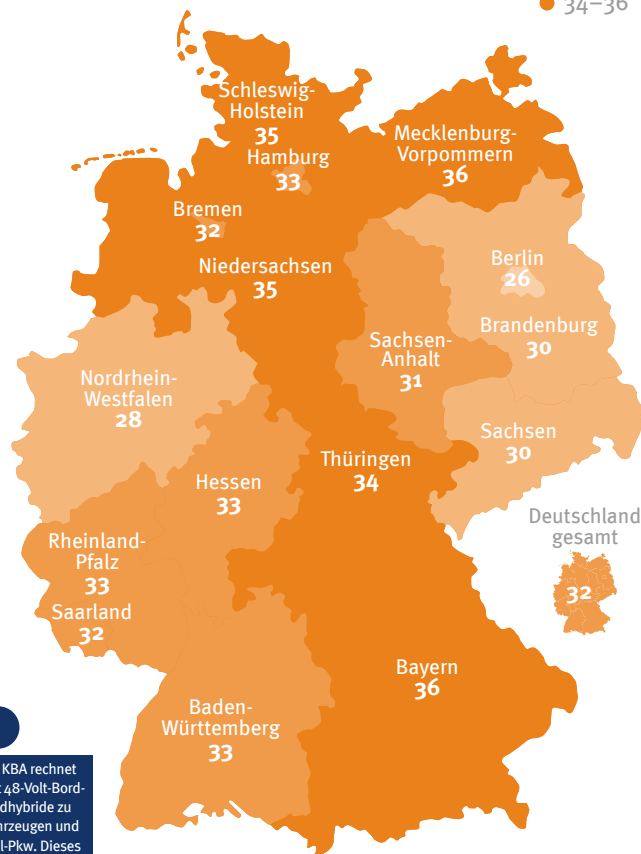 34–36
Schleswig-
Holstein
35
Hamburg
33
Mecklenburg-
Vorpommern
36
Bremen
32
Niedersachsen
35
Berlin
26
Brandenburg
30
Sachsen-
Anhalt
31
Nordrhein-
Westfalen
28
Sachsen
30
Thüringen
34
Hessen
33
Deutschland
gesamt
32
Rheinland-
Pfalz
33
Saarland
32
Bayern
36
Baden-
Württemberg
33
KBA rechnet
48-Volt-Bord-
dhybride zu
hrzeugen und
l-Pkw. Dieses